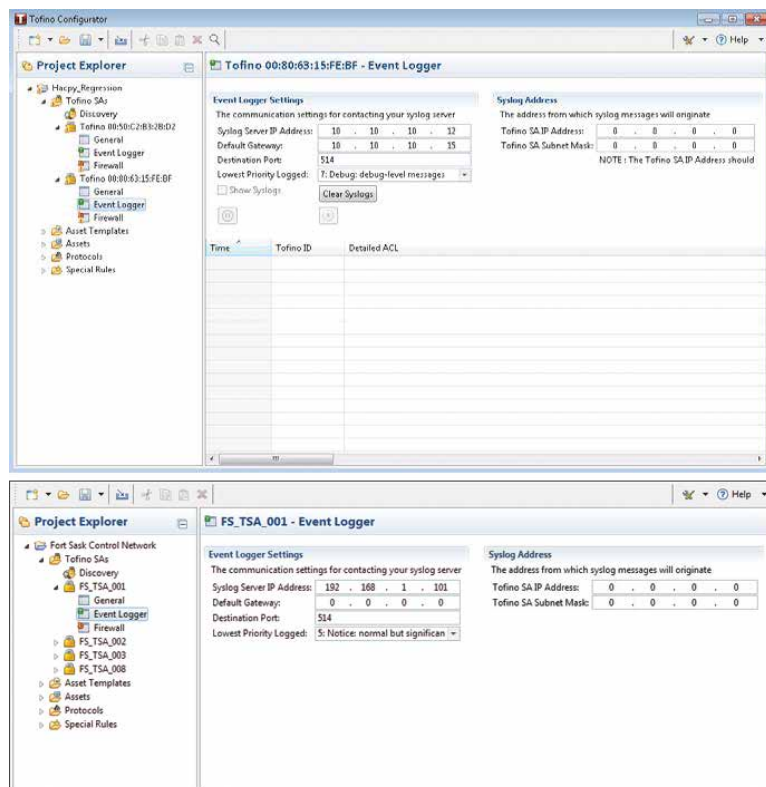 Tofino Configurator
Help
Project Explorer
Hacpy_Regression
Tofino SAs
Discovery
Tofino 00:50:C2:B3:2B:D2
General
Event Logger
Firewall
Tofino 00:80:63:15:FE:BF
General
Event Logger
Firewall
Asset Templates
Assets
Protocols
Special Rules
Tofino 00:80:63:15:FE:BF - Event Logger
Event Logger Settings
The communication settings for contacting your syslog server
Syslog Server IP Address: 10 . 10 . 10 . 12
Default Gateway: 10 . 10 . 10 . 15
Destination Port: 514
Lowest Priority Logged: 7: Debug: debug-level messages
Show Syslogs Clear Syslogs
Syslog Address
The address from which syslog messages will originate
Tofino SA IP Address: 0 . 0 . 0 . 0
Tofino SA Subnet Mask: 0 . 0 . 0 . 0
NOTE : The Tofino SA IP Address should
Time Tofino ID Detailed ACL
Help
Project Explorer
Fort Sask Control Network
Tofino SAs
Discovery
FS_TSA_001
General
Event Logger
Firewall
FS_TSA_002
FS_TSA_003
FS_TSA_008
Asset Templates
Assets
Protocols
Special Rules
FS_TSA_001 - Event Logger
Event Logger Settings
The communication settings for contacting your syslog server
Syslog Server IP Address: 192 . 168 . 1 . 101
Default Gateway: 0 . 0 . 0 . 0
Destination Port: 514
Lowest Priority Logged: 5: Notice: normal but significan
Syslog Address
The address from which syslog messages will originate
Tofino SA IP Address: 0 . 0 . 0 . 0
Tofino SA Subnet Mask: 0 . 0 . 0 . 0